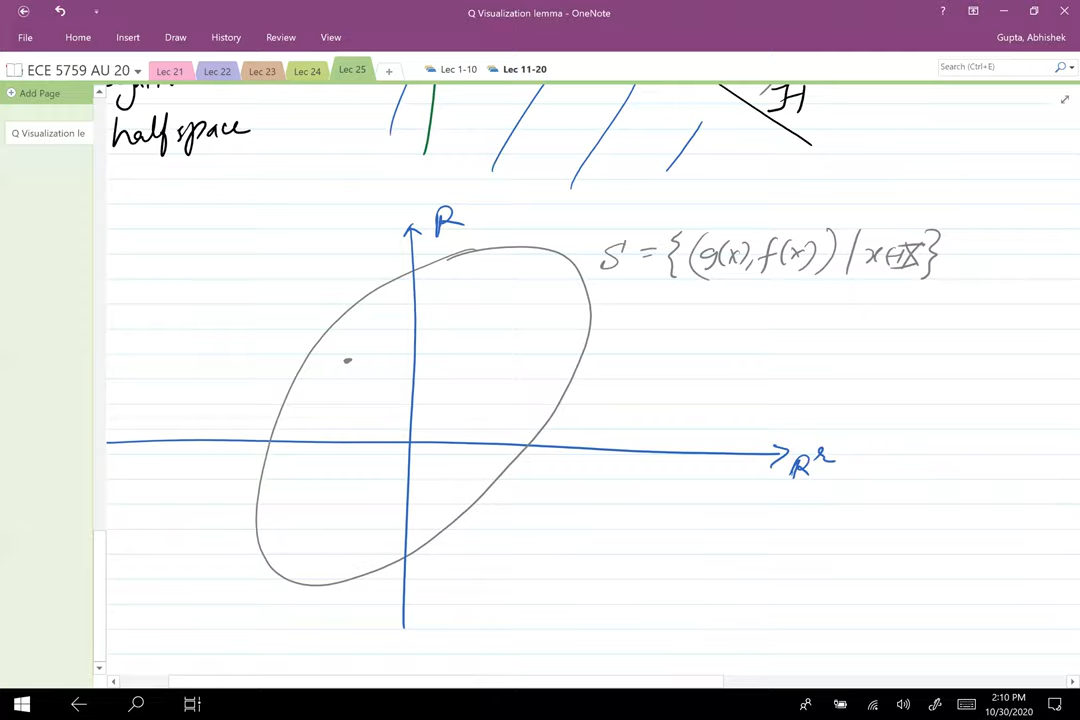 Q Visualization lemma - OneNote
?
Gupta, Abhishek
File Home Insert Draw History Review View
ECE 5759 AU 20
Lec 21 Lec 22 Lec 23 Lec 24 Lec 25 +
Lec 1-10 Lec 11-20
Search (Ctrl+E)
Add Page
Q Visualization le
halfspace
H
R
S = {(g(x), f(x)) | x ∈ X}
R^r
2:10 PM
10/30/2020